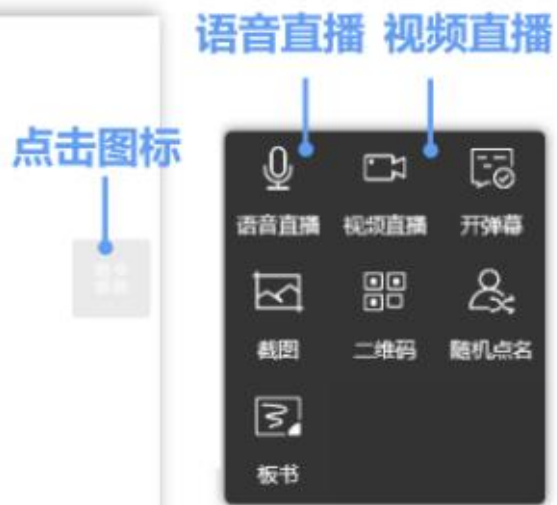 语音直播 视频直播
点击图标
语音直播 视频直播 开弹幕
截图 二维码 随机点名
板书